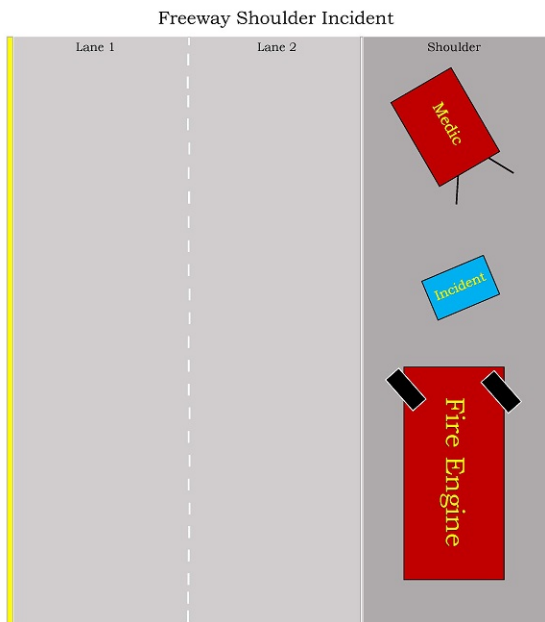 Freeway Shoulder Incident
Lane 1
Lane 2
Shoulder
Medic
Incident
Fire Engine